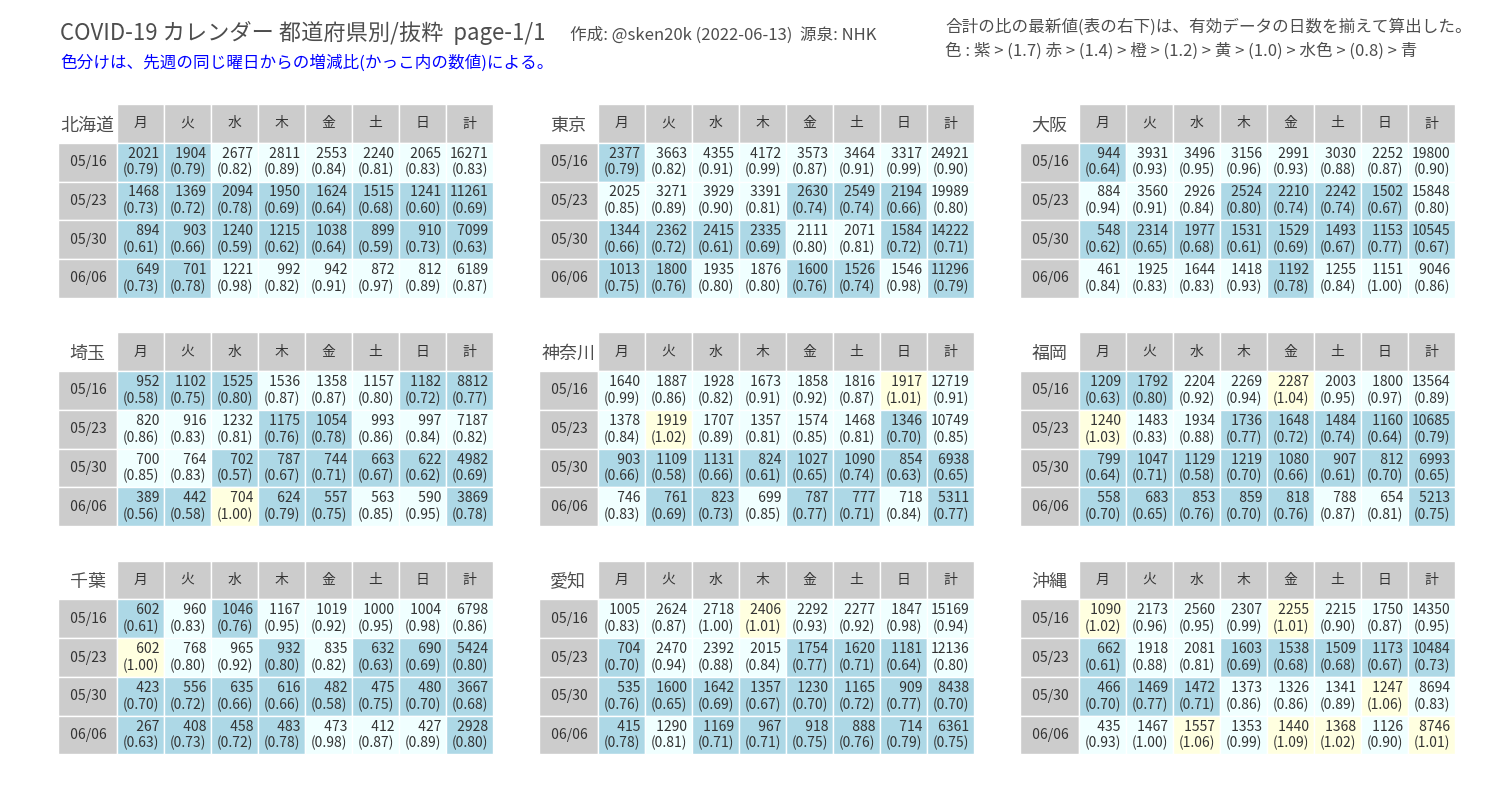 COVID-19 カレンダー 都道府県別/抜粋 page-1/1 作成: @sken20k (2022-06-13) 源泉: NHK
合計の比の最新値(表の右下)は、有効データの日数を揃えて算出した。
色分けは、先週の同じ曜日からの増減比(かっこ内の数値)による。
色 : 紫 > (1.7) 赤 > (1.4) > 橙 > (1.2) > 黄 > (1.0) > 水色 > (0.8) > 青
北海道 月 火 水 木 金 土 日 計
05/16 2021 1904 2677 2811 2553 2240 2065 16271
(0.79) (0.79) (0.82) (0.89) (0.84) (0.81) (0.83) (0.83)
05/23 1468 1369 2094 1950 1624 1515 1241 11261
(0.73) (0.72) (0.78) (0.69) (0.64) (0.68) (0.60) (0.69)
05/30 894 903 1240 1215 1038 899 910 7099
(0.61) (0.66) (0.59) (0.62) (0.64) (0.59) (0.73) (0.63)
06/06 649 701 1221 992 942 872 812 6189
(0.73) (0.78) (0.98) (0.82) (0.91) (0.97) (0.89) (0.87)
東京 月 火 水 木 金 土 日 計
05/16 2377 3663 4355 4172 3573 3464 3317 24921
(0.79) (0.82) (0.91) (0.99) (0.87) (0.91) (0.99) (0.90)
05/23 2025 3271 3929 3391 2630 2549 2194 19989
(0.85) (0.89) (0.90) (0.81) (0.74) (0.74) (0.66) (0.80)
05/30 1344 2362 2415 2335 2111 2071 1584 14222
(0.66) (0.72) (0.61) (0.69) (0.80) (0.81) (0.72) (0.71)
06/06 1013 1800 1935 1876 1600 1526 1546 11296
(0.75) (0.76) (0.80) (0.80) (0.76) (0.74) (0.98) (0.79)
大阪 月 火 水 木 金 土 日 計
05/16 944 3931 3496 3156 2991 3030 2252 19800
(0.64) (0.93) (0.95) (0.96) (0.93) (0.88) (0.87) (0.90)
05/23 884 3560 2926 2524 2210 2242 1502 15848
(0.94) (0.91) (0.84) (0.80) (0.74) (0.74) (0.67) (0.80)
05/30 548 2314 1977 1531 1529 1493 1153 10545
(0.62) (0.65) (0.68) (0.61) (0.69) (0.67) (0.77) (0.67)
06/06 461 1925 1644 1418 1192 1255 1151 9046
(0.84) (0.83) (0.83) (0.93) (0.78) (0.84) (1.00) (0.86)
埼玉 月 火 水 木 金 土 日 計
05/16 952 1102 1525 1536 1358 1157 1182 8812
(0.58) (0.75) (0.80) (0.87) (0.87) (0.80) (0.72) (0.77)
05/23 820 916 1232 1175 1054 993 997 7187
(0.86) (0.83) (0.81) (0.76) (0.78) (0.86) (0.84) (0.82)
05/30 700 764 702 787 744 663 622 4982
(0.85) (0.83) (0.57) (0.67) (0.71) (0.67) (0.62) (0.69)
06/06 389 442 704 624 557 563 590 3869
(0.56) (0.58) (1.00) (0.79) (0.75) (0.85) (0.95) (0.78)
神奈川 月 火 水 木 金 土 日 計
05/16 1640 1887 1928 1673 1858 1816 1917 12719
(0.99) (0.86) (0.82) (0.91) (0.92) (0.87) (1.01) (0.91)
05/23 1378 1919 1707 1357 1574 1468 1346 10749
(0.84) (1.02) (0.89) (0.81) (0.85) (0.81) (0.70) (0.85)
05/30 903 1109 1131 824 1027 1090 854 6938
(0.66) (0.58) (0.66) (0.61) (0.65) (0.74) (0.63) (0.65)
06/06 746 761 823 699 787 777 718 5311
(0.83) (0.69) (0.73) (0.85) (0.77) (0.71) (0.84) (0.77)
福岡 月 火 水 木 金 土 日 計
05/16 1209 1792 2204 2269 2287 2003 1800 13564
(0.63) (0.80) (0.92) (0.94) (1.04) (0.95) (0.97) (0.89)
05/23 1240 1483 1934 1736 1648 1484 1160 10685
(1.03) (0.83) (0.88) (0.77) (0.72) (0.74) (0.64) (0.79)
05/30 799 1047 1129 1219 1080 907 812 6993
(0.64) (0.71) (0.58) (0.70) (0.66) (0.61) (0.70) (0.65)
06/06 558 683 853 859 818 788 654 5213
(0.70) (0.65) (0.76) (0.70) (0.76) (0.87) (0.81) (0.75)
千葉 月 火 水 木 金 土 日 計
05/16 602 960 1046 1167 1019 1000 1004 6798
(0.61) (0.83) (0.76) (0.95) (0.92) (0.95) (0.98) (0.86)
05/23 602 768 965 932 835 632 690 5424
(1.00) (0.80) (0.92) (0.80) (0.82) (0.63) (0.69) (0.80)
05/30 423 556 635 616 482 475 480 3667
(0.70) (0.72) (0.66) (0.66) (0.58) (0.75) (0.70) (0.68)
06/06 267 408 458 483 473 412 427 2928
(0.63) (0.73) (0.72) (0.78) (0.98) (0.87) (0.89) (0.80)
愛知 月 火 水 木 金 土 日 計
05/16 1005 2624 2718 2406 2292 2277 1847 15169
(0.83) (0.87) (1.00) (1.01) (0.93) (0.92) (0.98) (0.94)
05/23 704 2470 2392 2015 1754 1620 1181 12136
(0.70) (0.94) (0.88) (0.84) (0.77) (0.71) (0.64) (0.80)
05/30 535 1600 1642 1357 1230 1165 909 8438
(0.76) (0.65) (0.69) (0.67) (0.70) (0.72) (0.77) (0.70)
06/06 415 1290 1169 967 918 888 714 6361
(0.78) (0.81) (0.71) (0.71) (0.75) (0.76) (0.79) (0.75)
沖縄 月 火 水 木 金 土 日 計
05/16 1090 2173 2560 2307 2255 2215 1750 14350
(1.02) (0.96) (0.95) (0.99) (1.01) (0.90) (0.87) (0.95)
05/23 662 1918 2081 1603 1538 1509 1173 10484
(0.61) (0.88) (0.81) (0.69) (0.68) (0.68) (0.67) (0.73)
05/30 466 1469 1472 1373 1326 1341 1247 8694
(0.70) (0.77) (0.71) (0.86) (0.86) (0.89) (1.06) (0.83)
06/06 435 1467 1557 1353 1440 1368 1126 8746
(0.93) (1.00) (1.06) (0.99) (1.09) (1.02) (0.90) (1.01)